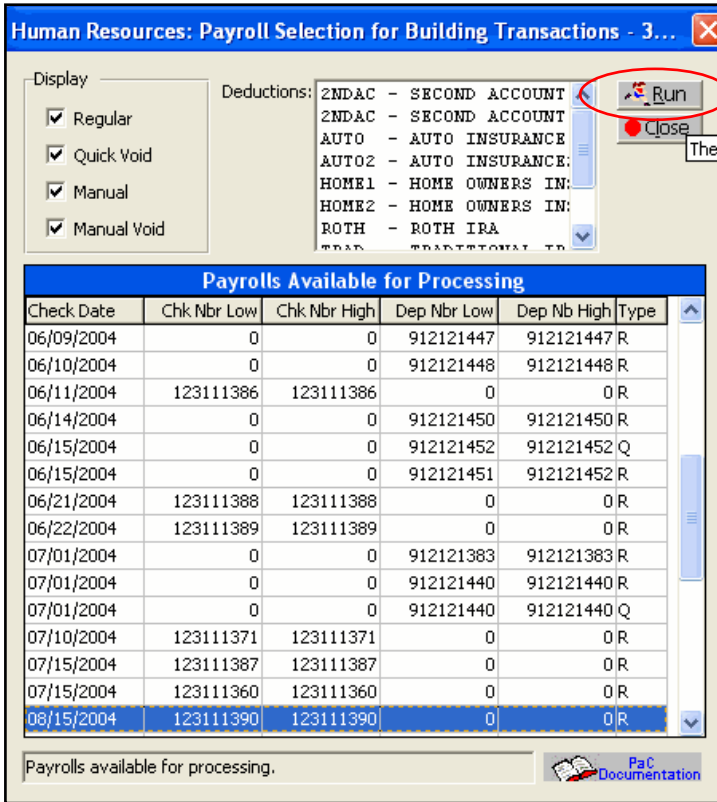 Human Resources: Payroll Selection for Building Transactions - 3...
Display
Regular
Quick Void
Manual
Manual Void
Deductions:
2NDAC - SECOND ACCOUNT
2NDAC - SECOND ACCOUNT
AUTO - AUTO INSURANCE
AUTO2 - AUTO INSURANCE
HOME1 - HOME OWNERS IN
HOME2 - HOME OWNERS IN
ROTH - ROTH IRA
TRAD - TRADITIONAL
Run
Close
The
Payrolls Available for Processing
Check Date Chk Nbr Low Chk Nbr High Dep Nbr Low Dep Nb High Type
06/09/2004 0 0 912121447 912121447 R
06/10/2004 0 0 912121448 912121448 R
06/11/2004 123111386 123111386 0 0 R
06/14/2004 0 0 912121450 912121450 R
06/15/2004 0 0 912121452 912121452 Q
06/15/2004 0 0 912121451 912121452 R
06/21/2004 123111388 123111388 0 0 R
06/22/2004 123111389 123111389 0 0 R
07/01/2004 0 0 912121383 912121383 R
07/01/2004 0 0 912121440 912121440 R
07/01/2004 0 0 912121440 912121440 Q
07/10/2004 123111371 123111371 0 0 R
07/15/2004 123111387 123111387 0 0 R
07/15/2004 123111360 123111360 0 0 R
08/15/2004 123111390 123111390 0 0 R
Payrolls available for processing.
PaC
Documentation